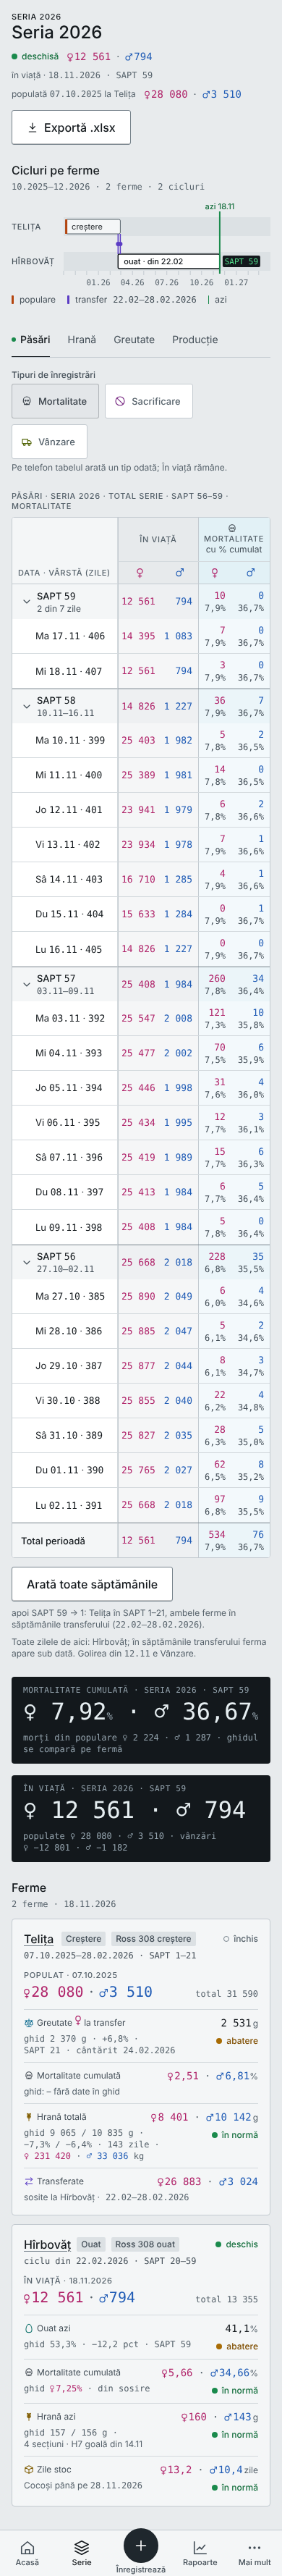 SERIA 2026
Seria 2026
deschisă ♀12 561 · ♂794
în viață · 18.11.2026 · SAPT 59
populată 07.10.2025 la Telița ♀28 080 · ♂3 510
Exportă .xlsx
Cicluri pe ferme
10.2025–12.2026 · 2 ferme · 2 cicluri
azi 18.11
TELIȚA creștere
HÎRBOVĂȚ ouat · din 22.02 SAPT 59
01.26 04.26 07.26 10.26 01.27
populare transfer 22.02–28.02.2026 azi
Păsări Hrană Greutate Producție
Tipuri de înregistrări
Mortalitate Sacrificare
Vânzare
Pe telefon tabelul arată un tip odată; în viață rămâne.
PĂSĂRI · SERIA 2026 · TOTAL SERIE · SAPT 56–59 ·
MORTALITATE
ÎN VIAȚĂ MORTALITATE
cu % cumulat
DATA · VÂRSTĂ (ZILE) ♀ ♂ ♀ ♂
SAPT 59 12 561 794 10 0
2 din 7 zile 7,9% 36,7%
Ma 17.11 · 406 14 395 1 083 7 0
7,9% 36,7%
Mi 18.11 · 407 12 561 794 3 0
7,9% 36,7%
SAPT 58 14 826 1 227 36 7
10.11–16.11 7,9% 36,7%
Ma 10.11 · 399 25 403 1 982 5 2
7,8% 36,5%
Mi 11.11 · 400 25 389 1 981 14 0
7,8% 36,5%
Jo 12.11 · 401 23 941 1 979 6 2
7,8% 36,6%
Vi 13.11 · 402 23 934 1 978 7 1
7,9% 36,6%
Sâ 14.11 · 403 16 710 1 285 4 1
7,9% 36,6%
Du 15.11 · 404 15 633 1 284 0 1
7,9% 36,7%
Lu 16.11 · 405 14 826 1 227 0 0
7,9% 36,7%
SAPT 57 25 408 1 984 260 34
03.11–09.11 7,8% 36,4%
Ma 03.11 · 392 25 547 2 008 121 10
7,3% 35,8%
Mi 04.11 · 393 25 477 2 002 70 6
7,5% 35,9%
Jo 05.11 · 394 25 446 1 998 31 4
7,6% 36,0%
Vi 06.11 · 395 25 434 1 995 12 3
7,7% 36,1%
Sâ 07.11 · 396 25 419 1 989 15 6
7,7% 36,3%
Du 08.11 · 397 25 413 1 984 6 5
7,7% 36,4%
Lu 09.11 · 398 25 408 1 984 5 0
7,8% 36,4%
SAPT 56 25 668 2 018 228 35
27.10–02.11 6,8% 35,5%
Ma 27.10 · 385 25 890 2 049 6 4
6,0% 34,6%
Mi 28.10 · 386 25 885 2 047 5 2
6,1% 34,6%
Jo 29.10 · 387 25 877 2 044 8 3
6,1% 34,7%
Vi 30.10 · 388 25 855 2 040 22 4
6,2% 34,8%
Sâ 31.10 · 389 25 827 2 035 28 5
6,3% 35,0%
Du 01.11 · 390 25 765 2 027 62 8
6,5% 35,2%
Lu 02.11 · 391 25 668 2 018 97 9
6,8% 35,5%
Total perioadă 12 561 794 534 76
7,9% 36,7%
Arată toate săptămânile
apoi SAPT 59 → 1: Telița în SAPT 1–21, ambele ferme în
săptămâna transferului (22.02–28.02.2026).
Toate zilele de aici: Hîrbovăț; în săptămâna transferului ferma
apare sub dată. Golirea din 12.11 e Vânzare.
MORTALITATE CUMULATĂ · SERIA 2026 · SAPT 59
♀ 7,92% · ♂ 36,67%
morți din populare ♀ 2 224 · ♂ 1 287 · ghidul
se compară pe fermă
ÎN VIAȚĂ · SERIA 2026 · SAPT 59
♀ 12 561 · ♂ 794
populate ♀ 28 080 · ♂ 3 510 · vânzări
♀ −12 801 · ♂ −1 182
Ferme
2 ferme · 18.11.2026
Telița Creștere Ross 308 creștere închis
07.10.2025–28.02.2026 · SAPT 1–21
POPULAT · 07.10.2025
♀28 080 · ♂3 510 total 31 590
Greutate ♀ la transfer 2 531 g
ghid 2 370 g · +6,8% · abatere
SAPT 21 · cântărit 24.02.2026
Mortalitate cumulată ♀2,51 · ♂6,81%
ghid: – fără date în ghid
Hrană totală ♀8 401 · ♂10 142 g
ghid 9 065 / 10 835 g · în normă
−7,3% / −6,4% · 143 zile ·
♀ 231 420 · ♂ 33 036 kg
Transferate ♀26 883 · ♂3 024
sosite la Hîrbovăț · 22.02–28.02.2026
Hîrbovăț Ouat Ross 308 ouat deschis
ciclu din 22.02.2026 · SAPT 20–59
ÎN VIAȚĂ · 18.11.2026
♀12 561 · ♂794 total 13 355
Ouat azi 41,1%
ghid 53,3% · −12,2 pct · SAPT 59 abatere
Mortalitate cumulată ♀5,66 · ♂34,66%
ghid ♀7,25% · din sosire în normă
Hrană azi ♀160 · ♂143 g
ghid 157 / 156 g · în normă
4 secțiuni · H7 goală din 14.11
Zile stoc ♀13,2 · ♂10,4 zile
Cocoși până pe 28.11.2026 în normă
Acasă Serie Înregistrează Rapoarte Mai mult